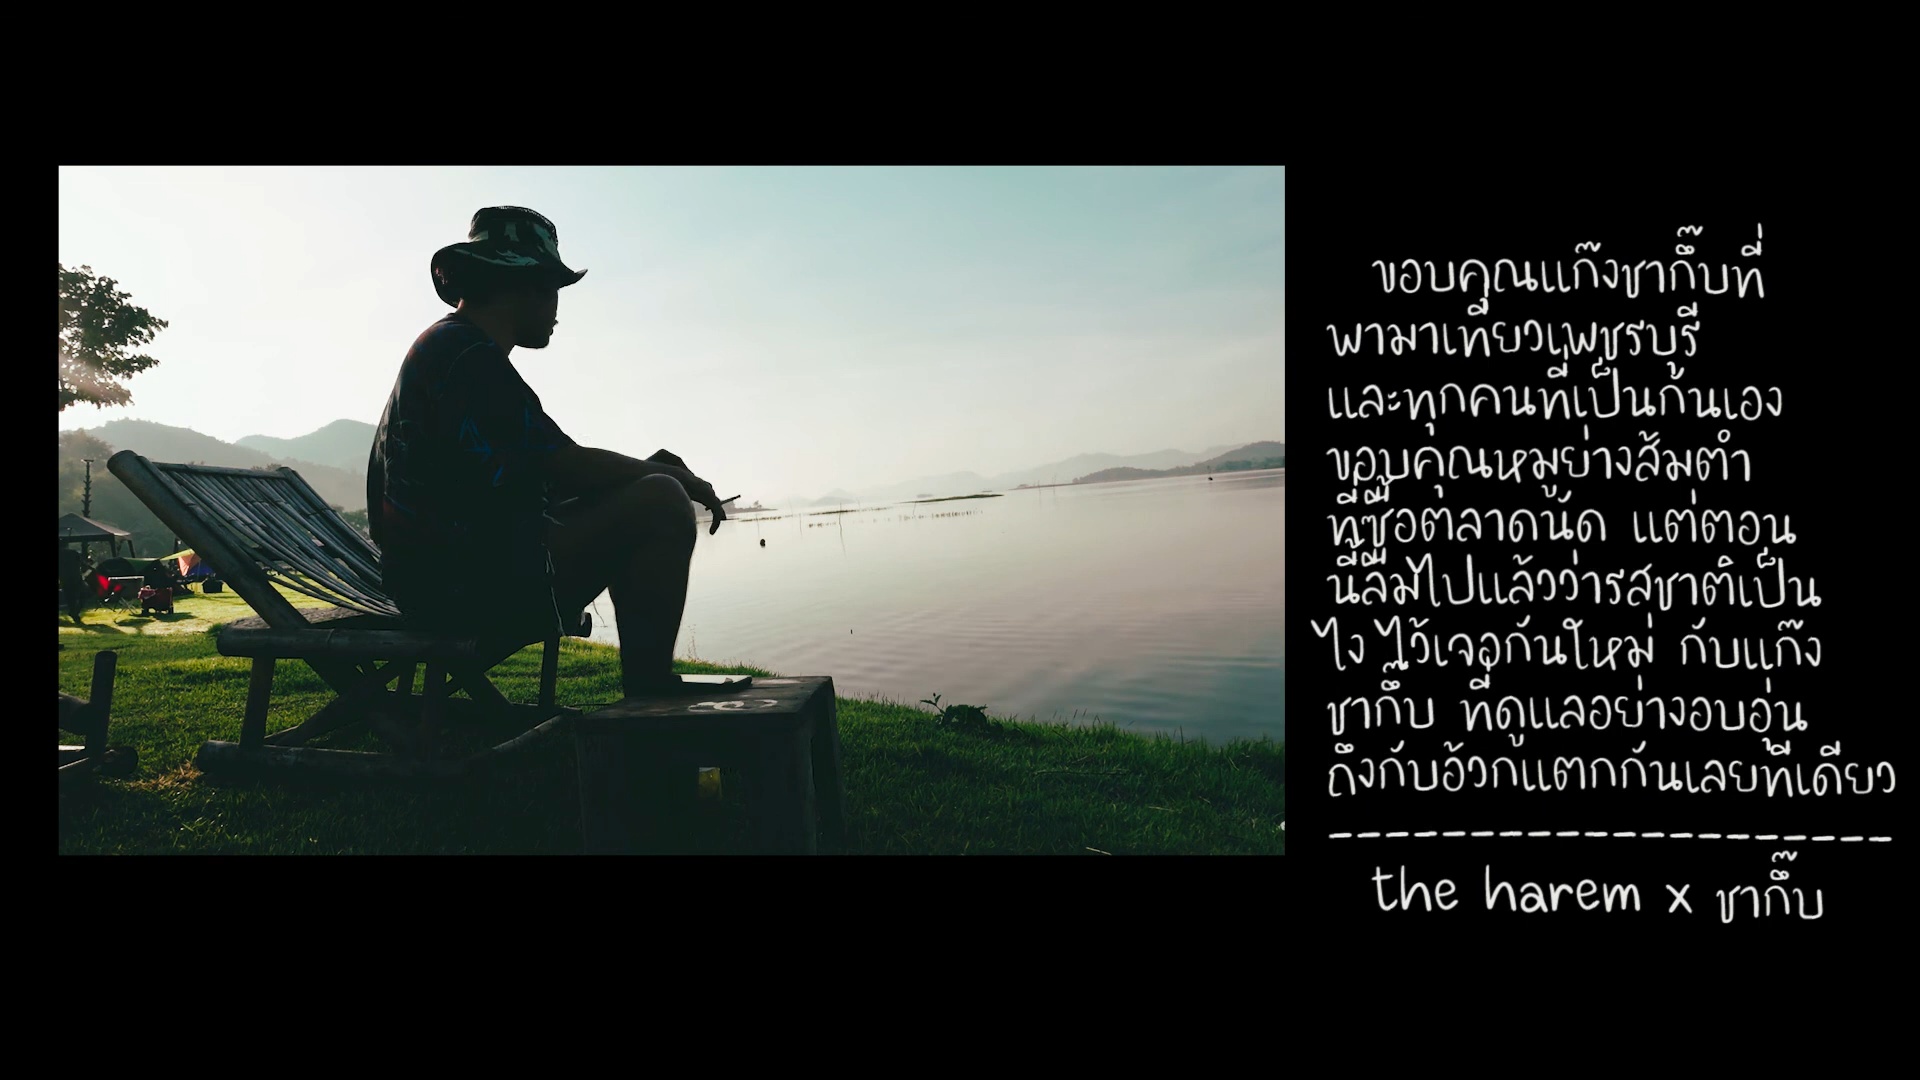 ขอบคุณแก๊งชากึ๊บที่
พามาเที่ยวเพชรบุรี
และทุกคนที่เป็นกันเอง
ขอบคุณหมูย่างส้มตำ
ที่ซื้อตลาดนัด แต่ตอน
นี้ลืมไปแล้วว่ารสชาติเป็น
ไง ไว้เจอกันใหม่ กับแก๊ง
ชากึ๊บ ที่ดูแลอย่างอบอุ่น
ถึงกับอ้วกแตกกันเลยทีเดียว
--------------------
the harem x ชากึ๊บ